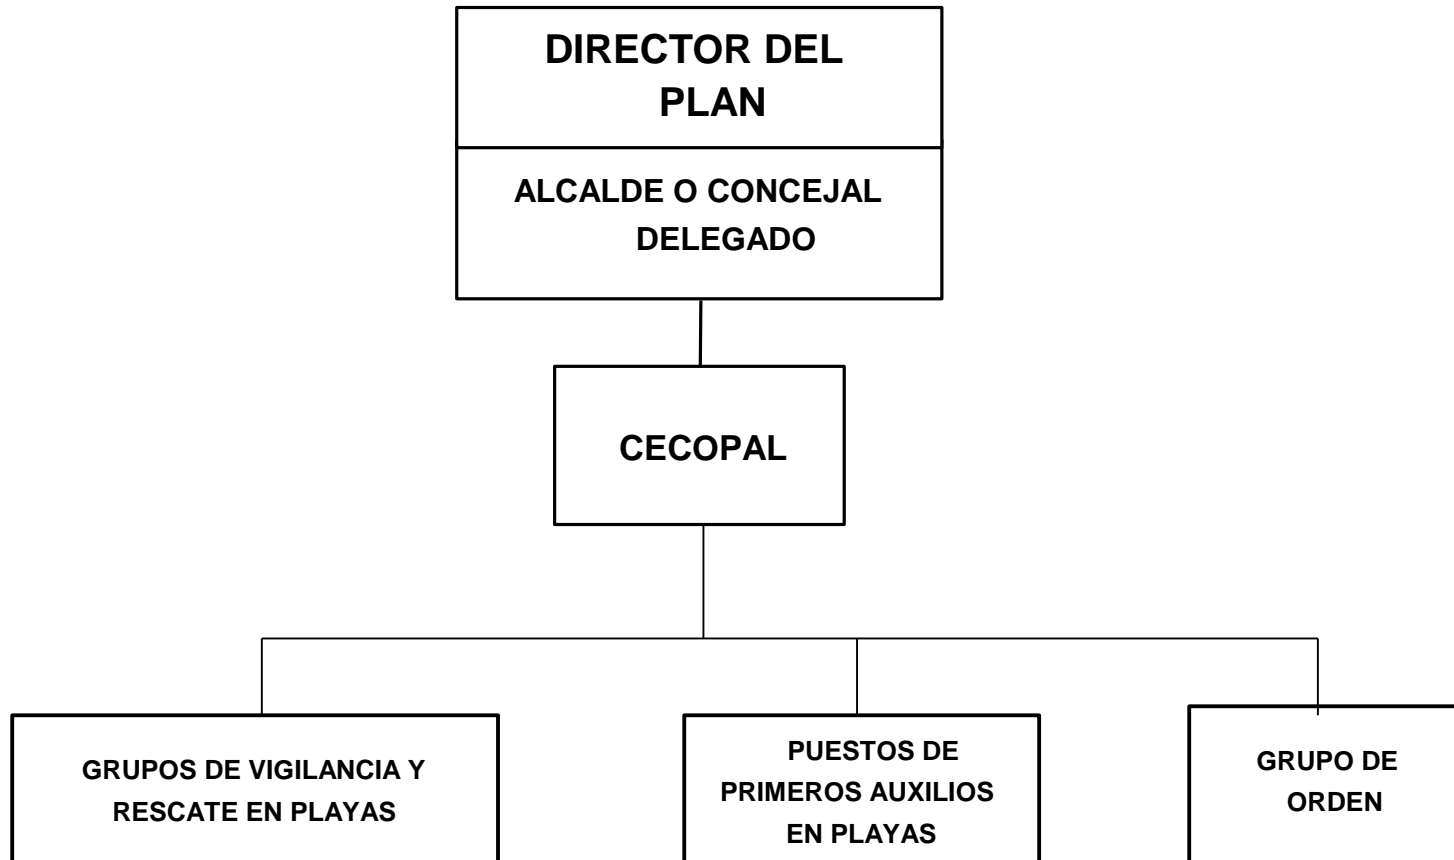 DIRECTOR DEL
PLAN
ALCALDE O CONCEJAL
DELEGADO
CECOPAL
GRUPOS DE VIGILANCIA Y
RESCATE EN PLAYAS
PUESTOS DE
PRIMEROS AUXILIOS
EN PLAYAS
GRUPO DE
ORDEN